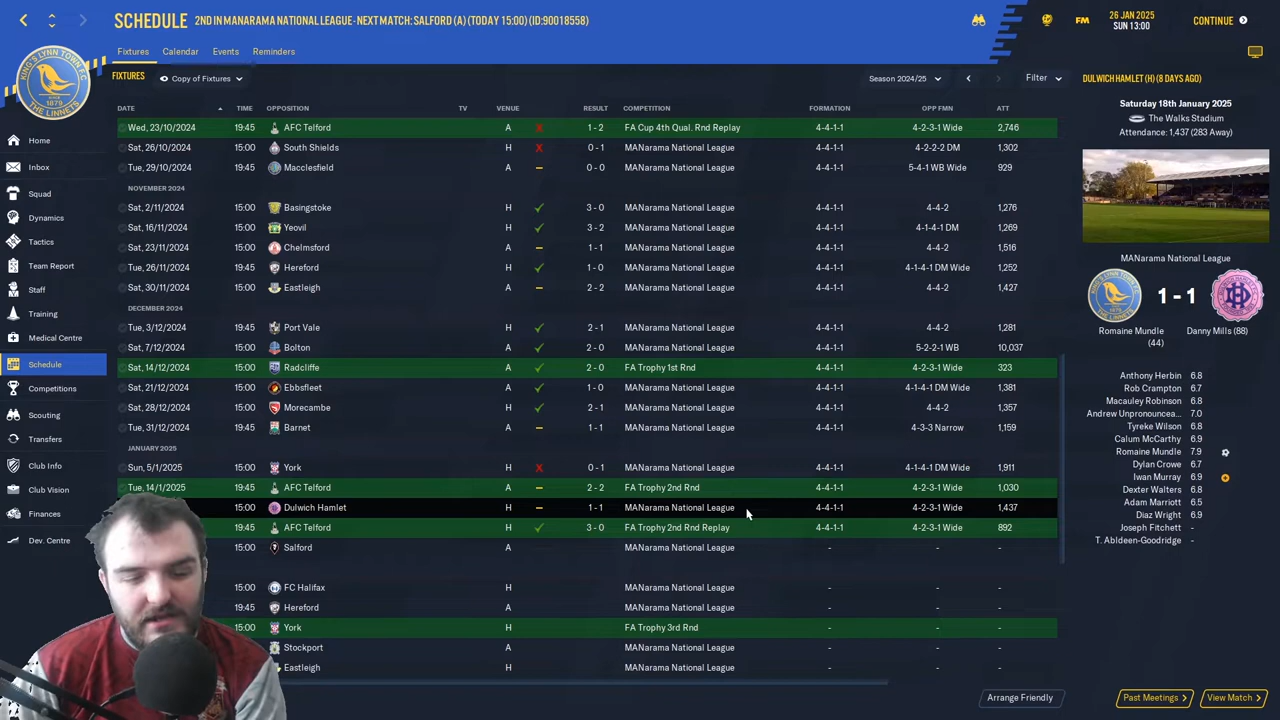 SCHEDULE 2ND IN MANARAMA NATIONAL LEAGUE - NEXT MATCH: SALFORD (A) (TODAY 15:00) (ID:90018558)
FM 26 JAN 2025 SUN 13:00 CONTINUE
Fixtures Calendar Events Reminders
FIXTURES Copy of Fixtures Season 2024/25 Filter
DATE TIME OPPOSITION TV VENUE RESULT COMPETITION FORMATION OPP FMN ATT
Wed, 23/10/2024 19:45 AFC Telford A X 1 - 2 FA Cup 4th Qual. Rnd Replay 4-4-1-1 4-2-3-1 Wide 2,746
Sat, 26/10/2024 15:00 South Shields H X 0 - 1 MANarama National League 4-4-1-1 4-2-2-2 DM 1,302
Tue, 29/10/2024 15:00 Macclesfield A 0 - 0 MANarama National League 4-4-1-1 5-4-1 WB Wide 929
NOVEMBER 2024
Sat, 2/11/2024 15:00 Basingstoke H 3 - 0 MANarama National League 4-4-1-1 4-4-2 1,276
Sat, 16/11/2024 15:00 Yeovil H 3 - 2 MANarama National League 4-4-1-1 4-1-4-1 DM 1,269
Sat, 23/11/2024 15:00 Chelmsford A 1 - 1 MANarama National League 4-4-1-1 4-4-2 1,516
Tue, 26/11/2024 19:45 Hereford H 1 - 0 MANarama National League 4-4-1-1 4-1-4-1 DM Wide 1,252
Sat, 30/11/2024 15:00 Eastleigh A 2 - 2 MANarama National League 4-4-1-1 4-4-2 1,427
DECEMBER 2024
Tue, 3/12/2024 19:45 Port Vale H 2 - 1 MANarama National League 4-4-1-1 4-4-2 1,281
Sat, 7/12/2024 15:00 Bolton A 2 - 0 MANarama National League 4-4-1-1 5-2-2-1 WB 10,037
Sat, 14/12/2024 15:00 Radcliffe A 2 - 0 FA Trophy 1st Rnd 4-4-1-1 4-2-3-1 Wide 323
Sat, 21/12/2024 15:00 Ebbsfleet A 1 - 0 MANarama National League 4-4-1-1 4-1-4-1 DM Wide 1,381
Sat, 28/12/2024 15:00 Morecambe H 2 - 1 MANarama National League 4-4-1-1 4-4-2 1,357
Tue, 31/12/2024 19:45 Barnet A 1 - 1 MANarama National League 4-4-1-1 4-3-3 Narrow 1,159
JANUARY 2025
Sun, 5/1/2025 15:00 York H X 0 - 1 MANarama National League 4-4-1-1 4-1-4-1 DM Wide 1,911
Tue, 14/1/2025 19:45 AFC Telford A 2 - 2 FA Trophy 2nd Rnd 4-4-1-1 4-2-3-1 Wide 1,030
15:00 Dulwich Hamlet H 1 - 1 MANarama National League 4-4-1-1 4-2-3-1 Wide 1,437
19:45 AFC Telford H 3 - 0 FA Trophy 2nd Rnd Replay 4-4-1-1 4-2-3-1 Wide 892
15:00 Salford A MANarama National League - - -
15:00 FC Halifax H MANarama National League - - -
19:45 Hereford A MANarama National League - - -
15:00 York H FA Trophy 3rd Rnd - - -
15:00 Stockport A MANarama National League - - -
15:00 Eastleigh H MANarama National League - - -
Arrange Friendly Past Meetings View Match
KING'S LYNN TOWN F.C
SINCE 1879
THE LINNETS
Home
Inbox
Squad
Dynamics
Tactics
Team Report
Staff
Training
Medical Centre
Schedule
Competitions
Scouting
Transfers
Club Info
Club Vision
Finances
Dev. Centre
DULWICH HAMLET (H) (8 DAYS AGO)
Saturday 18th January 2025
The Walks Stadium
Attendance: 1,437 (283 Away)
MANarama National League
1 - 1
Romaine Mundle (44) Danny Mills (88)
Anthony Herbin 6.8
Rob Crampton 6.7
Macauley Robinson 6.8
Andrew Unpronouncea... 7.0
Tyreke Wilson 6.8
Calum McCarthy 6.9
Romaine Mundle 7.9
Dylan Crowe 6.7
Iwan Murray 6.9
Dexter Walters 6.8
Adam Marriott 6.5
Diaz Wright 6.9
Joseph Fitchett -
T. Abldeen-Goodridge -